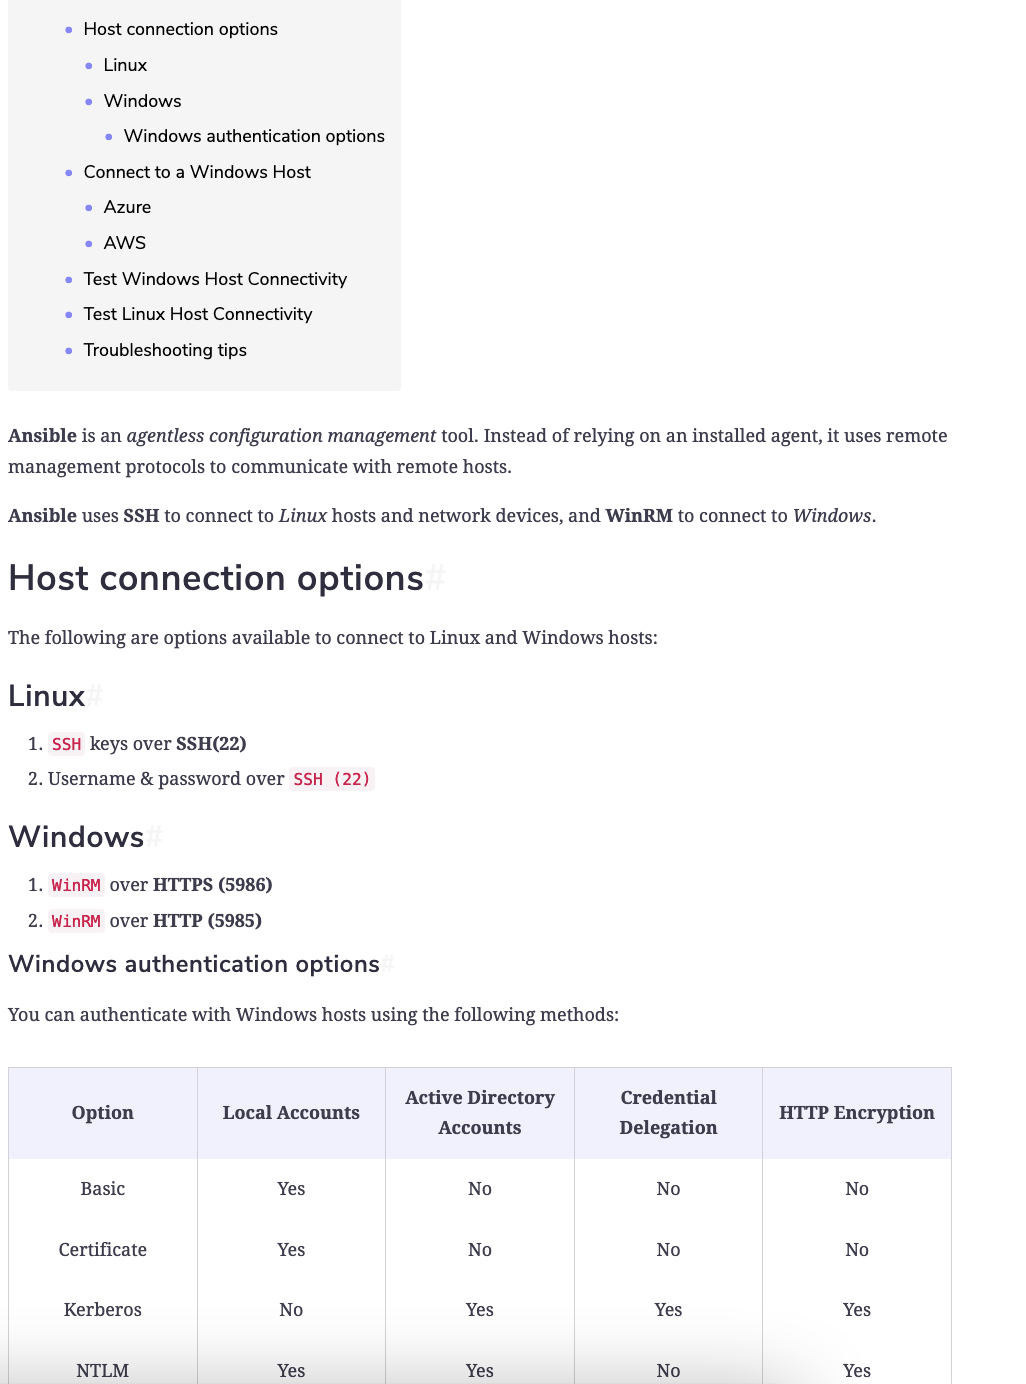 Host connection options
Linux
Windows
Windows authentication options
Connect to a Windows Host
Azure
AWS
Test Windows Host Connectivity
Test Linux Host Connectivity
Troubleshooting tips
Ansible is an agentless configuration management tool. Instead of relying on an installed agent, it uses remote
management protocols to communicate with remote hosts.
Ansible uses SSH to connect to Linux hosts and network devices, and WinRM to connect to Windows.
Host connection options#
The following are options available to connect to Linux and Windows hosts:
Linux#
1. SSH keys over SSH(22)
2. Username & password over SSH (22)
Windows#
1. WinRM over HTTPS (5986)
2. WinRM over HTTP (5985)
Windows authentication options#
You can authenticate with Windows hosts using the following methods:
Option Local Accounts Active Directory Accounts Credential Delegation HTTP Encryption
Basic Yes No No No
Certificate Yes No No No
Kerberos No Yes Yes Yes
NTLM Yes Yes No Yes